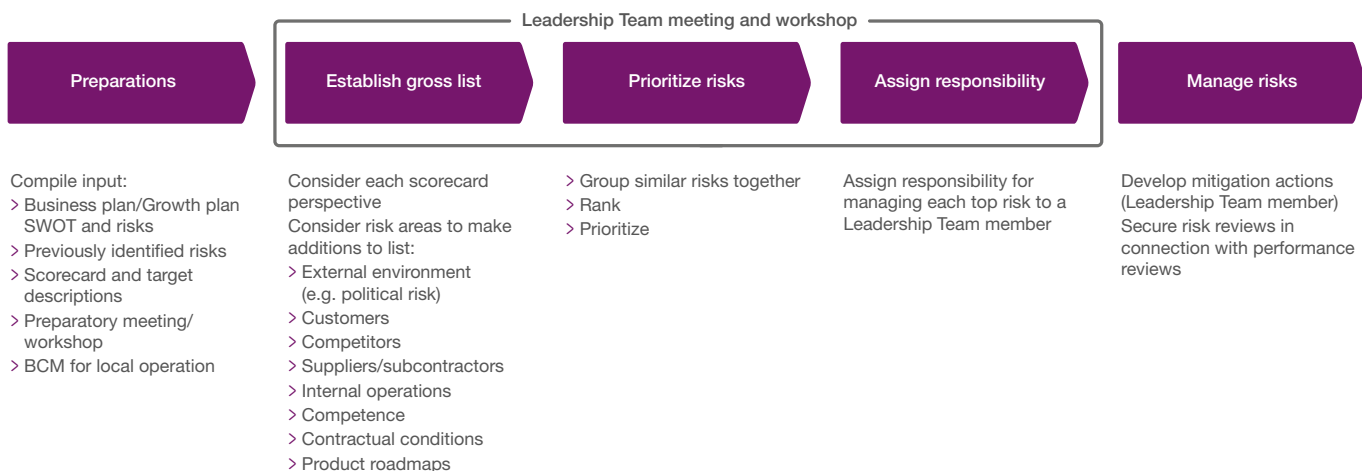 Leadership Team meeting and workshop
Preparations
Establish gross list
Prioritize risks
Assign responsibility
Manage risks
Compile input:
> Business plan/Growth plan
SWOT and risks
> Previously identified risks
> Scorecard and target
descriptions
> Preparatory meeting/
workshop
> BCM for local operation
Consider each scorecard
perspective
Consider risk areas to make
additions to list:
> External environment
(e.g. political risk)
> Customers
> Competitors
> Suppliers/subcontractors
> Internal operations
> Competence
> Contractual conditions
> Product roadmaps
> Group similar risks together
> Rank
> Prioritize
Assign responsibility for
managing each top risk to a
Leadership Team member
Develop mitigation actions
(Leadership Team member)
Secure risk reviews in
connection with performance
reviews